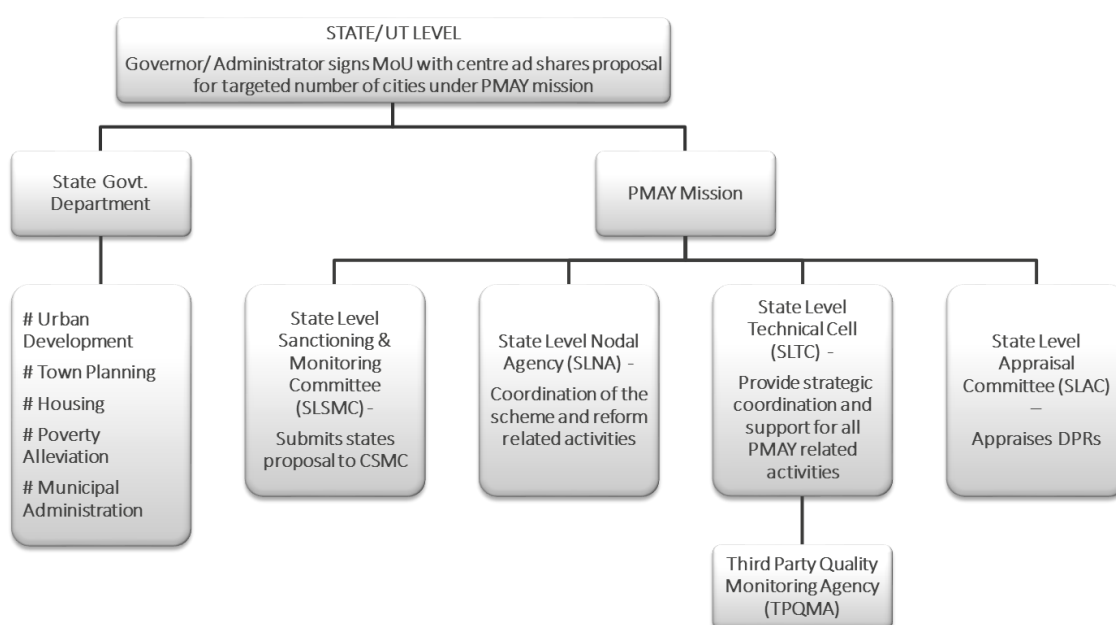 STATE/UT LEVEL
Governor/ Administrator signs MoU with centre ad shares proposal
for targeted number of cities under PMAY mission
State Govt.
Department
PMAY Mission
# Urban
Development
# Town Planning
# Housing
# Poverty
Alleviation
# Municipal
Administration
State Level
Sanctioning &
Monitoring
Committee
(SLSMC) -
Submits states
proposal to CSMC
State Level Nodal
Agency (SLNA) -
Coordination of the
scheme and reform
related activities
State Level
Technical Cell
(SLTC) -
Provide strategic
coordination and
support for all
PMAY related
activities
State Level
Appraisal
Committee (SLAC)
–
Appraises DPRs
Third Party Quality
Monitoring Agency
(TPQMA)